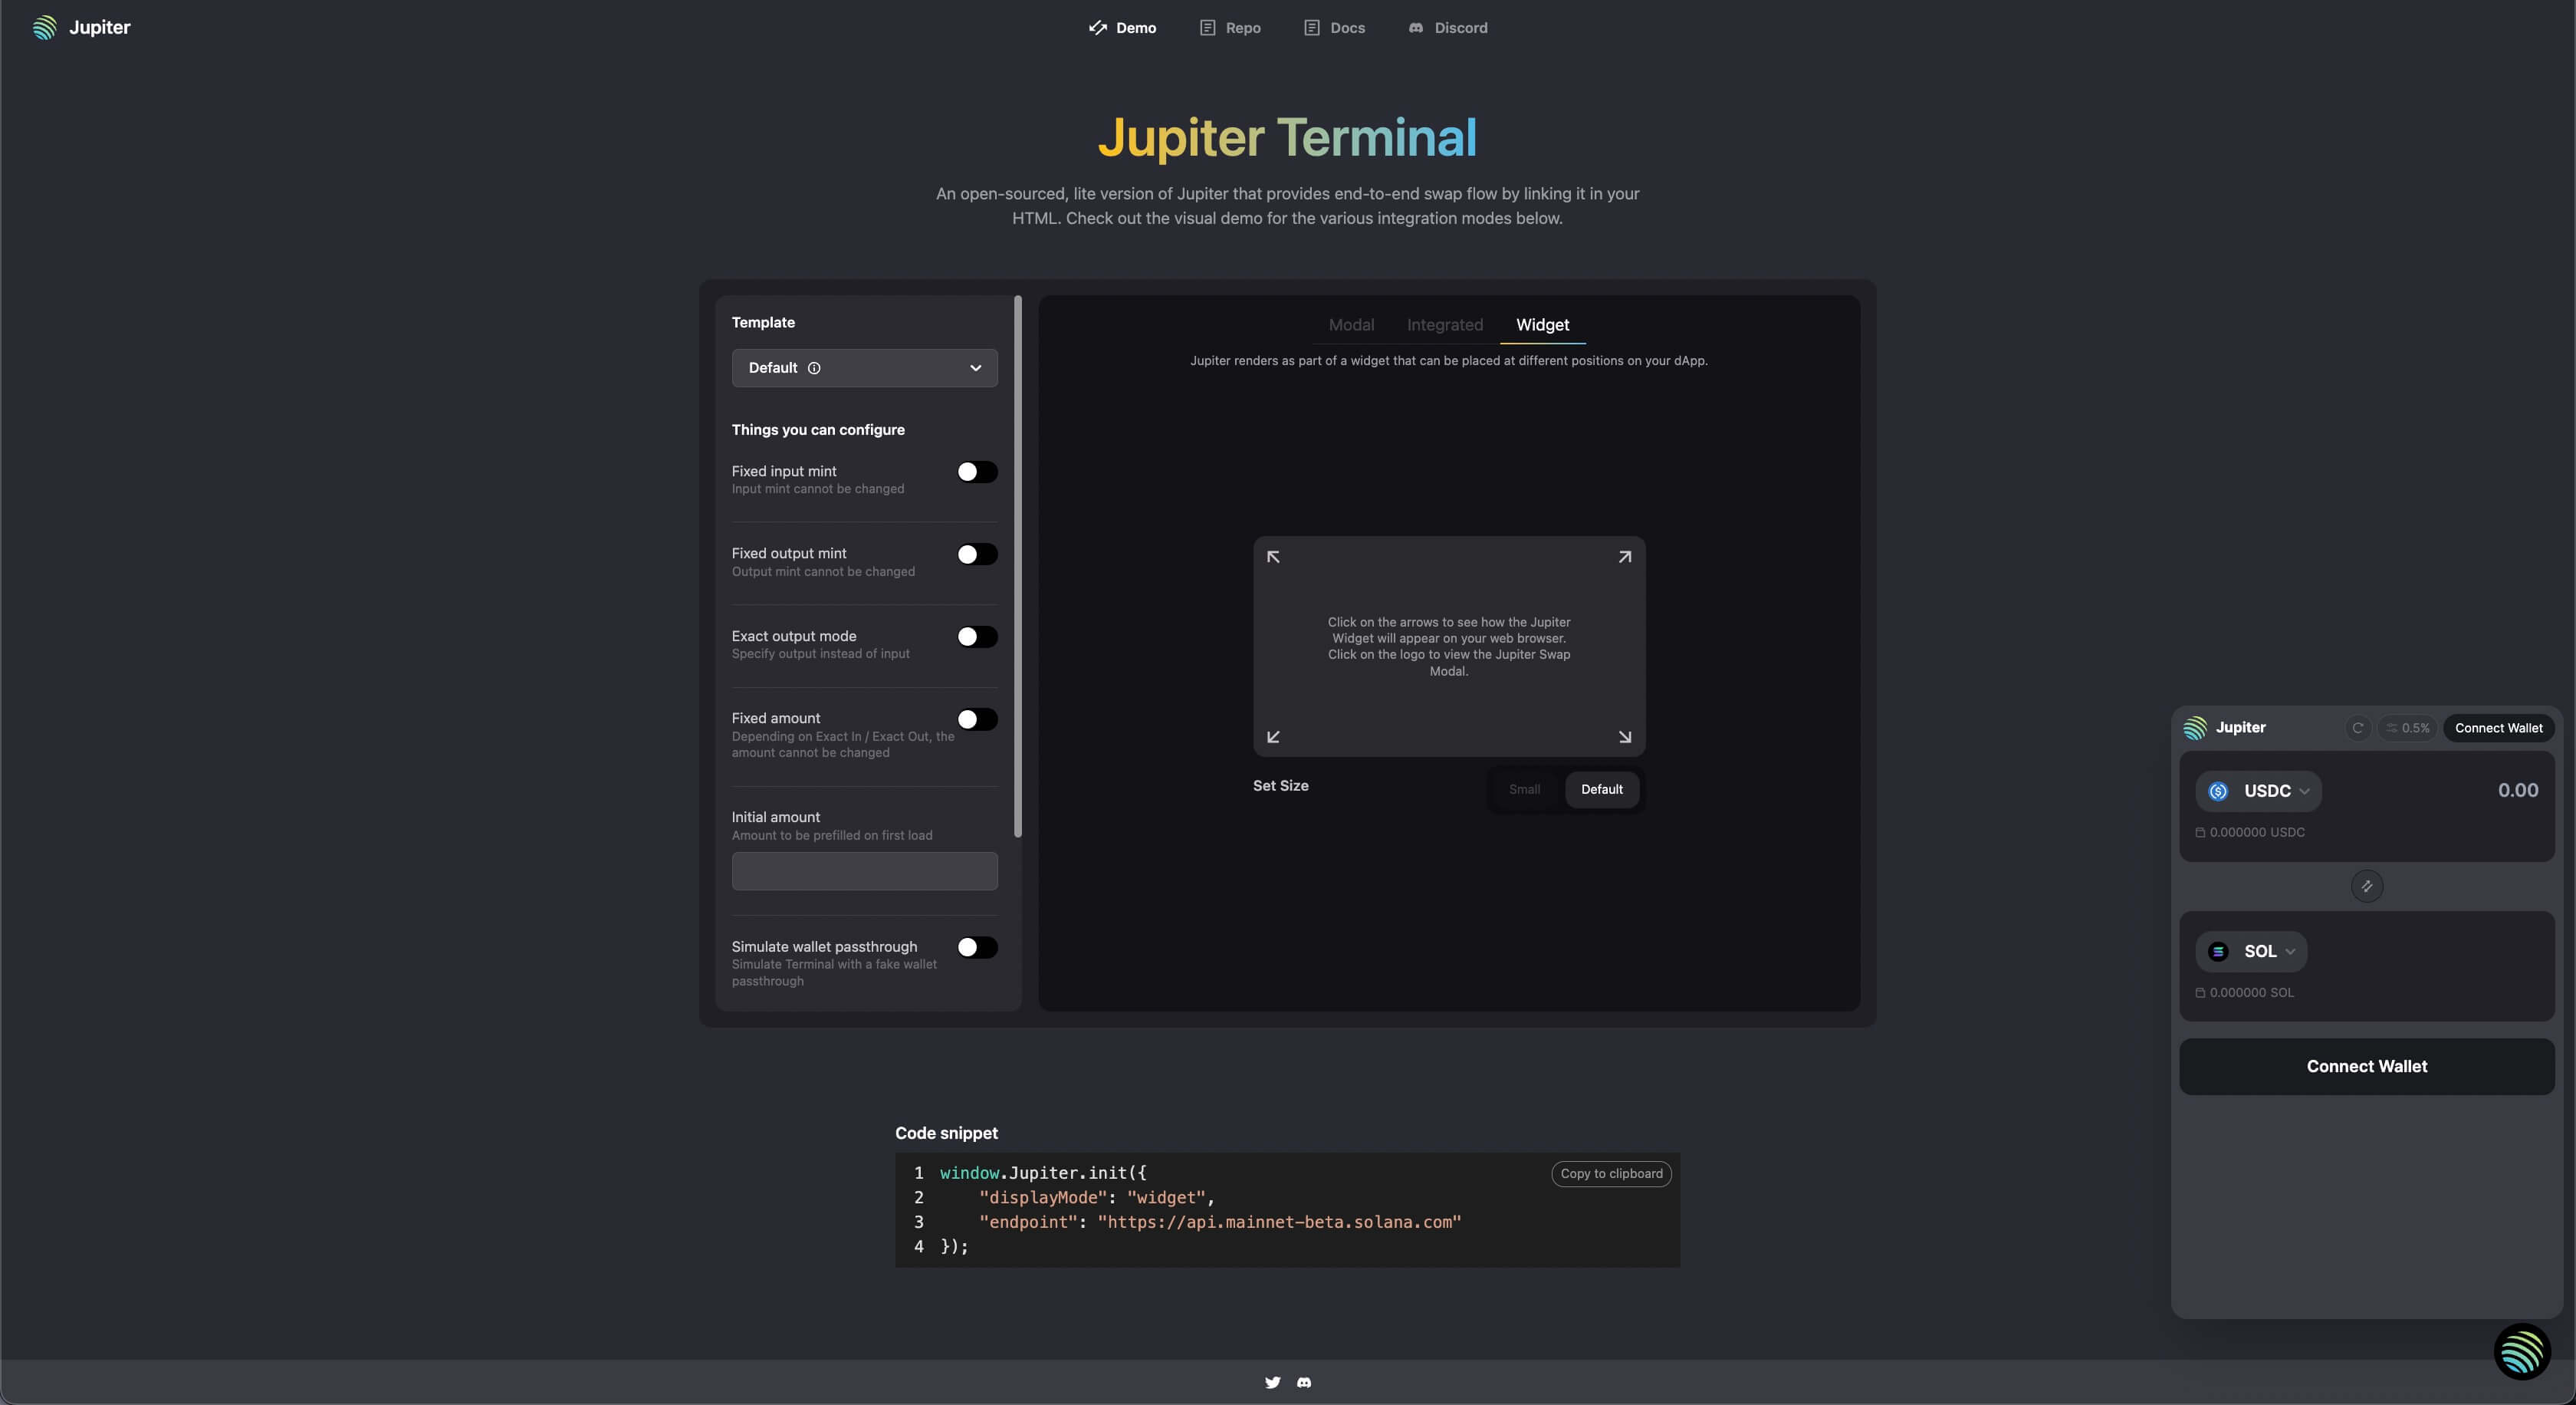 Jupiter
Demo
Repo
Docs
Discord
Jupiter Terminal
An open-sourced, lite version of Jupiter that provides end-to-end swap flow by linking it in your
HTML. Check out the visual demo for the various integration modes below.
Template
Default
Things you can configure
Fixed input mint
Input mint cannot be changed
Fixed output mint
Output mint cannot be changed
Exact output mode
Specify output instead of input
Fixed amount
Depending on Exact In / Exact Out, the
amount cannot be changed
Initial amount
Amount to be prefilled on first load
Simulate wallet passthrough
Simulate Terminal with a fake wallet
passthrough
Modal
Integrated
Widget
Jupiter renders as part of a widget that can be placed at different positions on your dApp.
Click on the arrows to see how the Jupiter
Widget will appear on your web browser.
Click on the logo to view the Jupiter Swap
Modal.
Set Size
Small
Default
Jupiter
0.5%
Connect Wallet
USDC
0.00
0.000000 USDC
SOL
0.000000 SOL
Connect Wallet
Code snippet
1 window.Jupiter.init({
Copy to clipboard
2 "displayMode": "widget",
3 "endpoint": "https://api.mainnet-beta.solana.com"
4 });